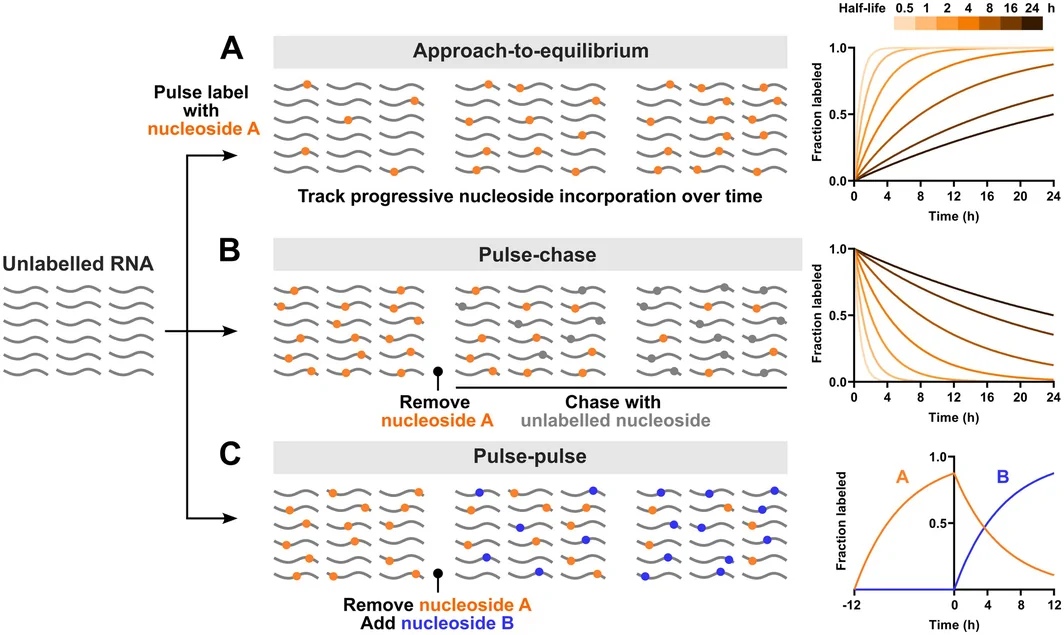 Half-life 0.5 1 2 4 8 16 24 h
A
Approach-to-equilibrium
Pulse label
with
nucleoside A
Track progressive nucleoside incorporation over time
Fraction labeled
1.0
0.5
0.0
0 4 8 12 16 20 24
Time (h)
Unlabelled RNA
B
Pulse-chase
Remove
nucleoside A
Chase with
unlabelled nucleoside
Fraction labeled
1.0
0.5
0.0
0 4 8 12 16 20 24
Time (h)
C
Pulse-pulse
Remove nucleoside A
Add nucleoside B
Fraction labeled
1.0
A
B
0.5
-12 0 4 8 12
Time (h)